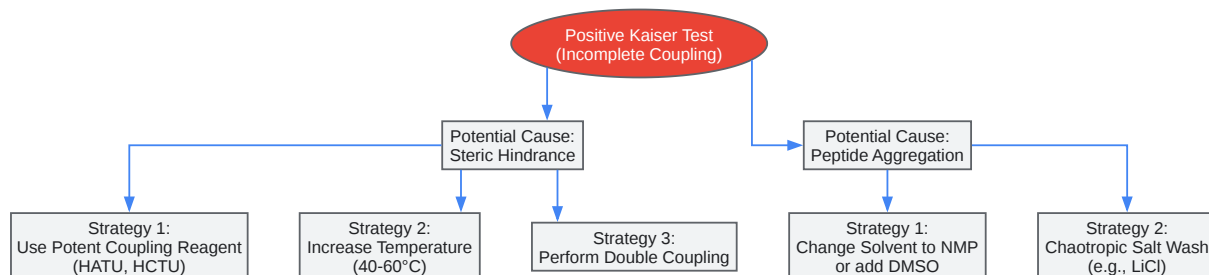 Positive Kaiser Test
(Incomplete Coupling)
Potential Cause:
Steric Hindrance
Potential Cause:
Peptide Aggregation
Strategy 1:
Use Potent Coupling Reagent
(HATU, HCTU)
Strategy 2:
Increase Temperature
(40-60°C)
Strategy 3:
Perform Double Coupling
Strategy 1:
Change Solvent to NMP
or add DMSO
Strategy 2:
Chaotropic Salt Wash
(e.g., LiCl)